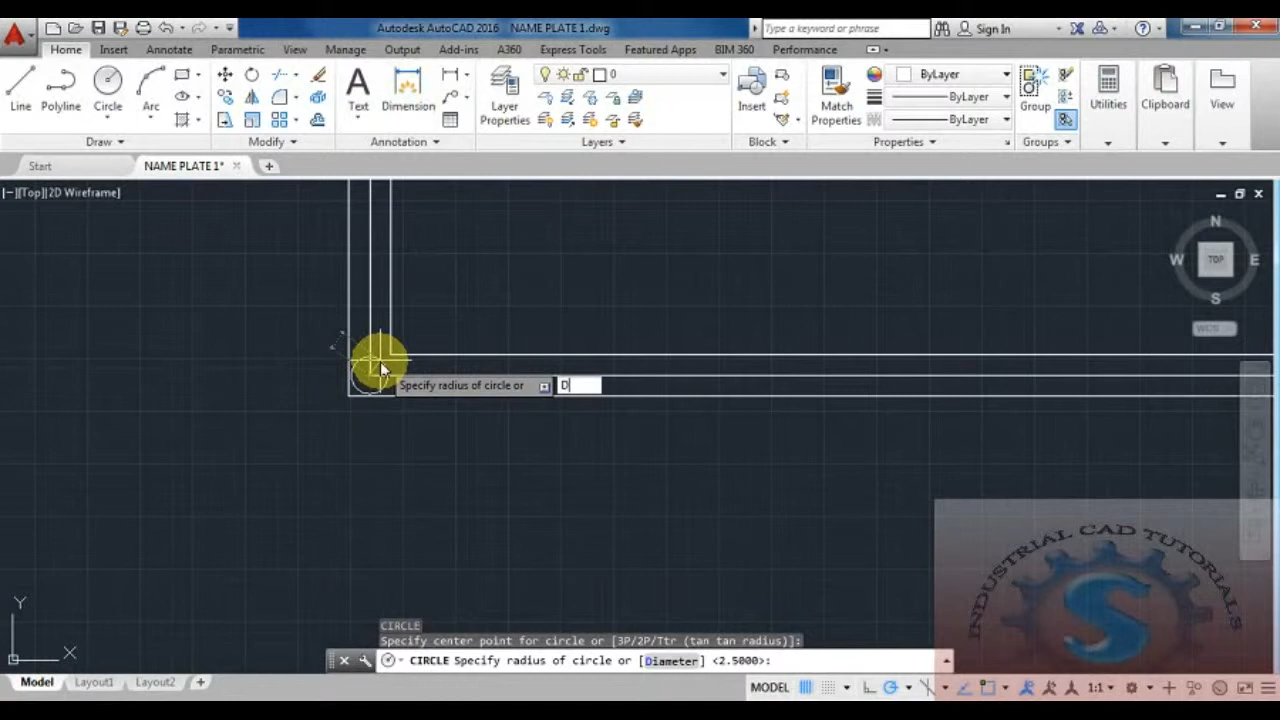 Autodesk AutoCAD 2016 NAME PLATE 1.dwg
Type a keyword or phrase
Sign In
Home Insert Annotate Parametric View Manage Output Add-ins A360 Express Tools Featured Apps BIM 360 Performance
Line Polyline Circle Arc
Text Dimension
Layer Properties
0
Insert
Match Properties
ByLayer
ByLayer
ByLayer
Group
Utilities
Clipboard
View
Draw Modify Annotation Layers Block Properties Groups
Start NAME PLATE 1*
[−][Top][2D Wireframe]
N
W TOP E
S
WCS
Specify radius of circle or D
INDUSTRIAL CAD TUTORIALS
S
Y
X
CIRCLE
Specify center point for circle or [3P/2P/Ttr (tan tan radius)]:
CIRCLE Specify radius of circle or [Diameter] <2.5000>:
Model Layout1 Layout2
MODEL 1:1